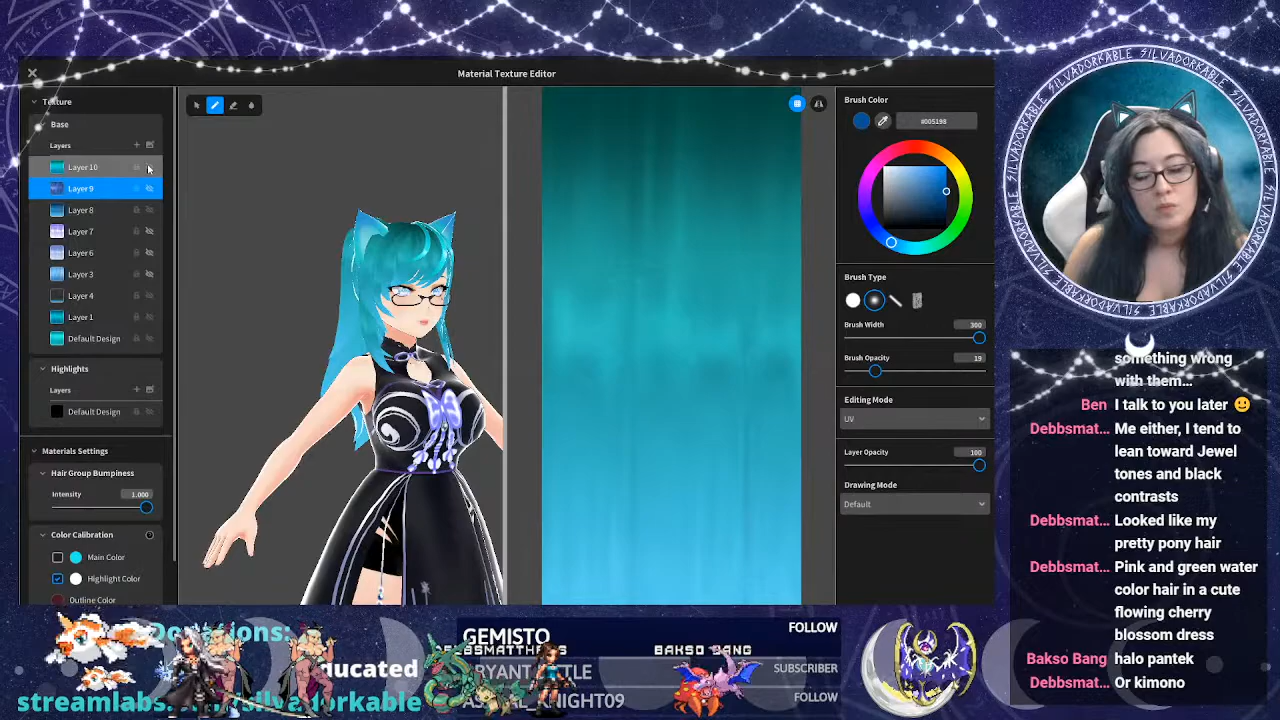 Material Texture Editor
Texture
Base
Layers
Layer 10
Layer 9
Layer 8
Layer 7
Layer 6
Layer 3
Layer 4
Layer 1
Default Design
Highlights
Layers
Default Design
Materials Settings
Hair Group Bumpiness
Intensity
1.000
Color Calibration
Main Color
Highlight Color
Outline Color
Brush Color
#005198
Brush Type
Brush Width
300
Brush Opacity
19
Editing Mode
UV
Layer Opacity
100
Drawing Mode
Default
SILVADORKABLE
something wrong
with them...
Ben I talk to you later 🙂
Debbsmat... Me either, I tend to
lean toward Jewel
tones and black
contrasts
Debbsmat... Looked like my
pretty pony hair
Debbsmat... Pink and green water
color hair in a cute
flowing cherry
blossom dress
Bakso Bang halo pantek
Debbsmat... Or kimono
Donations:
ducated
streamlabs.com/silvadorkable
GEMISTO
FOLLOW
BAKSO BANG
SUBSCRIBER
FOLLOW